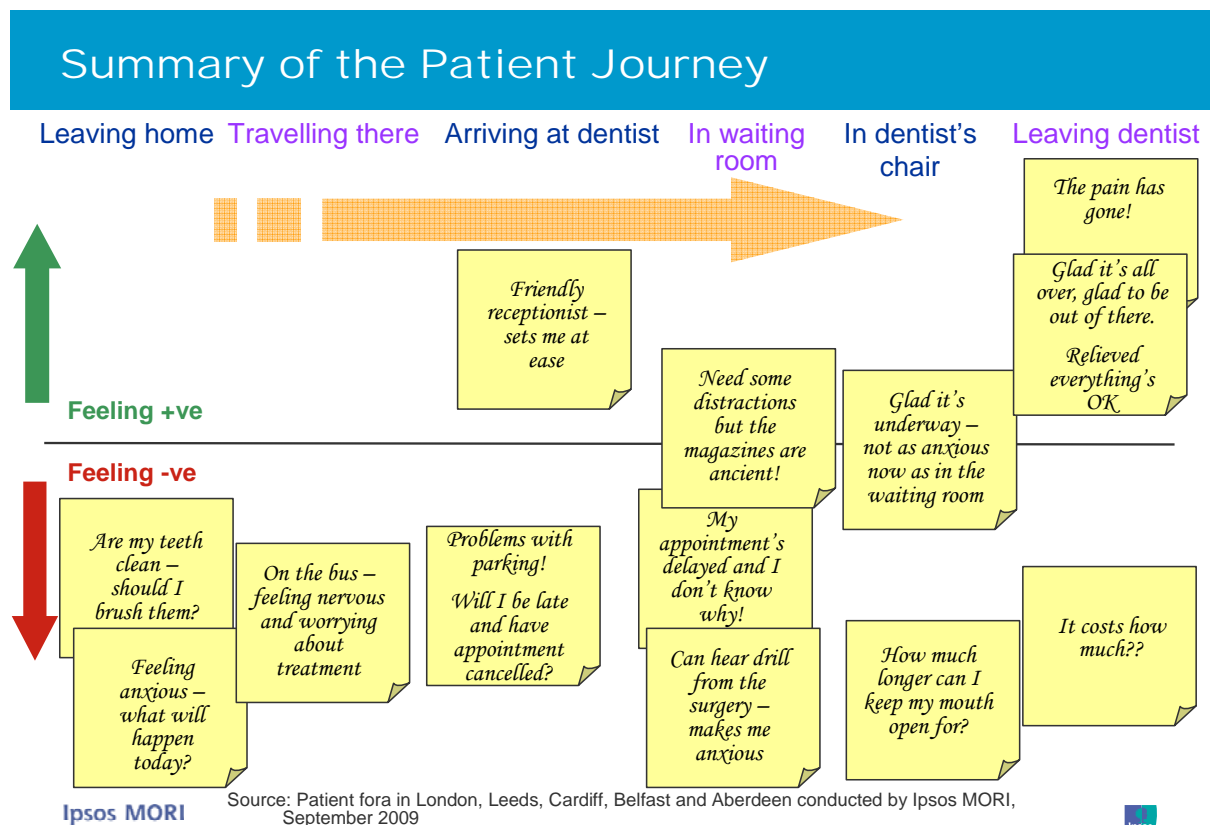 Summary of the Patient Journey
Leaving home
Travelling there
Arriving at dentist
In waiting
room
In dentist's
chair
Leaving dentist
The pain has
gone!
Glad it's all
over, glad to be
out of there.
Relieved
everything's
OK
Friendly
receptionist –
sets me at
ease
Need some
distractions
but the
magazines are
ancient!
Glad it's
underway –
not as anxious
now as in the
waiting room
Feeling +ve
Feeling -ve
Are my teeth
clean –
should I
brush them?
Feeling
anxious –
what will
happen
today?
On the bus –
feeling nervous
and worrying
about
treatment
Problems with
parking!
Will I be late
and have
appointment
cancelled?
My
appointment's
delayed and I
don't know
why!
Can hear drill
from the
surgery –
makes me
anxious
How much
longer can I
keep my mouth
open for?
It costs how
much??
Ipsos MORI
Source: Patient fora in London, Leeds, Cardiff, Belfast and Aberdeen conducted by Ipsos MORI,
September 2009